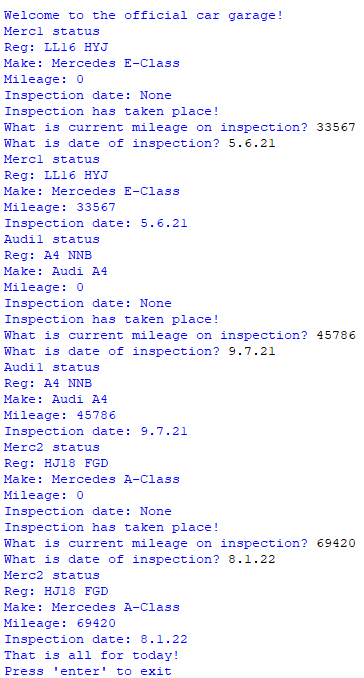 Welcome to the official car garage!
Merc1 status
Reg: LL16 HYJ
Make: Mercedes E-Class
Mileage: 0
Inspection date: None
Inspection has taken place!
What is current mileage on inspection? 33567
What is date of inspection? 5.6.21
Merc1 status
Reg: LL16 HYJ
Make: Mercedes E-Class
Mileage: 33567
Inspection date: 5.6.21
Audi1 status
Reg: A4 NNB
Make: Audi A4
Mileage: 0
Inspection date: None
Inspection has taken place!
What is current mileage on inspection? 45786
What is date of inspection? 9.7.21
Audi1 status
Reg: A4 NNB
Make: Audi A4
Mileage: 45786
Inspection date: 9.7.21
Merc2 status
Reg: HJ18 FGD
Make: Mercedes A-Class
Mileage: 0
Inspection date: None
Inspection has taken place!
What is current mileage on inspection? 69420
What is date of inspection? 8.1.22
Merc2 status
Reg: HJ18 FGD
Make: Mercedes A-Class
Mileage: 69420
Inspection date: 8.1.22
That is all for today!
Press 'enter' to exit